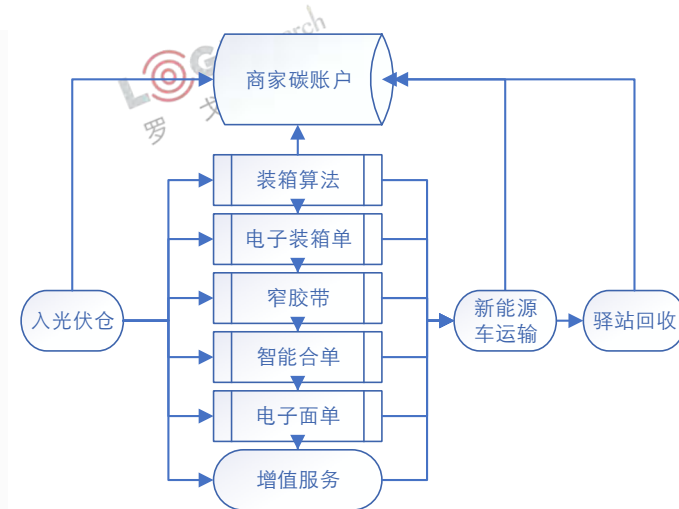 商家碳账户
装箱算法
电子装箱单
窄胶带
入光伏仓
新能源
车运输
驿站回收
智能合单
电子面单
增值服务
罗戈